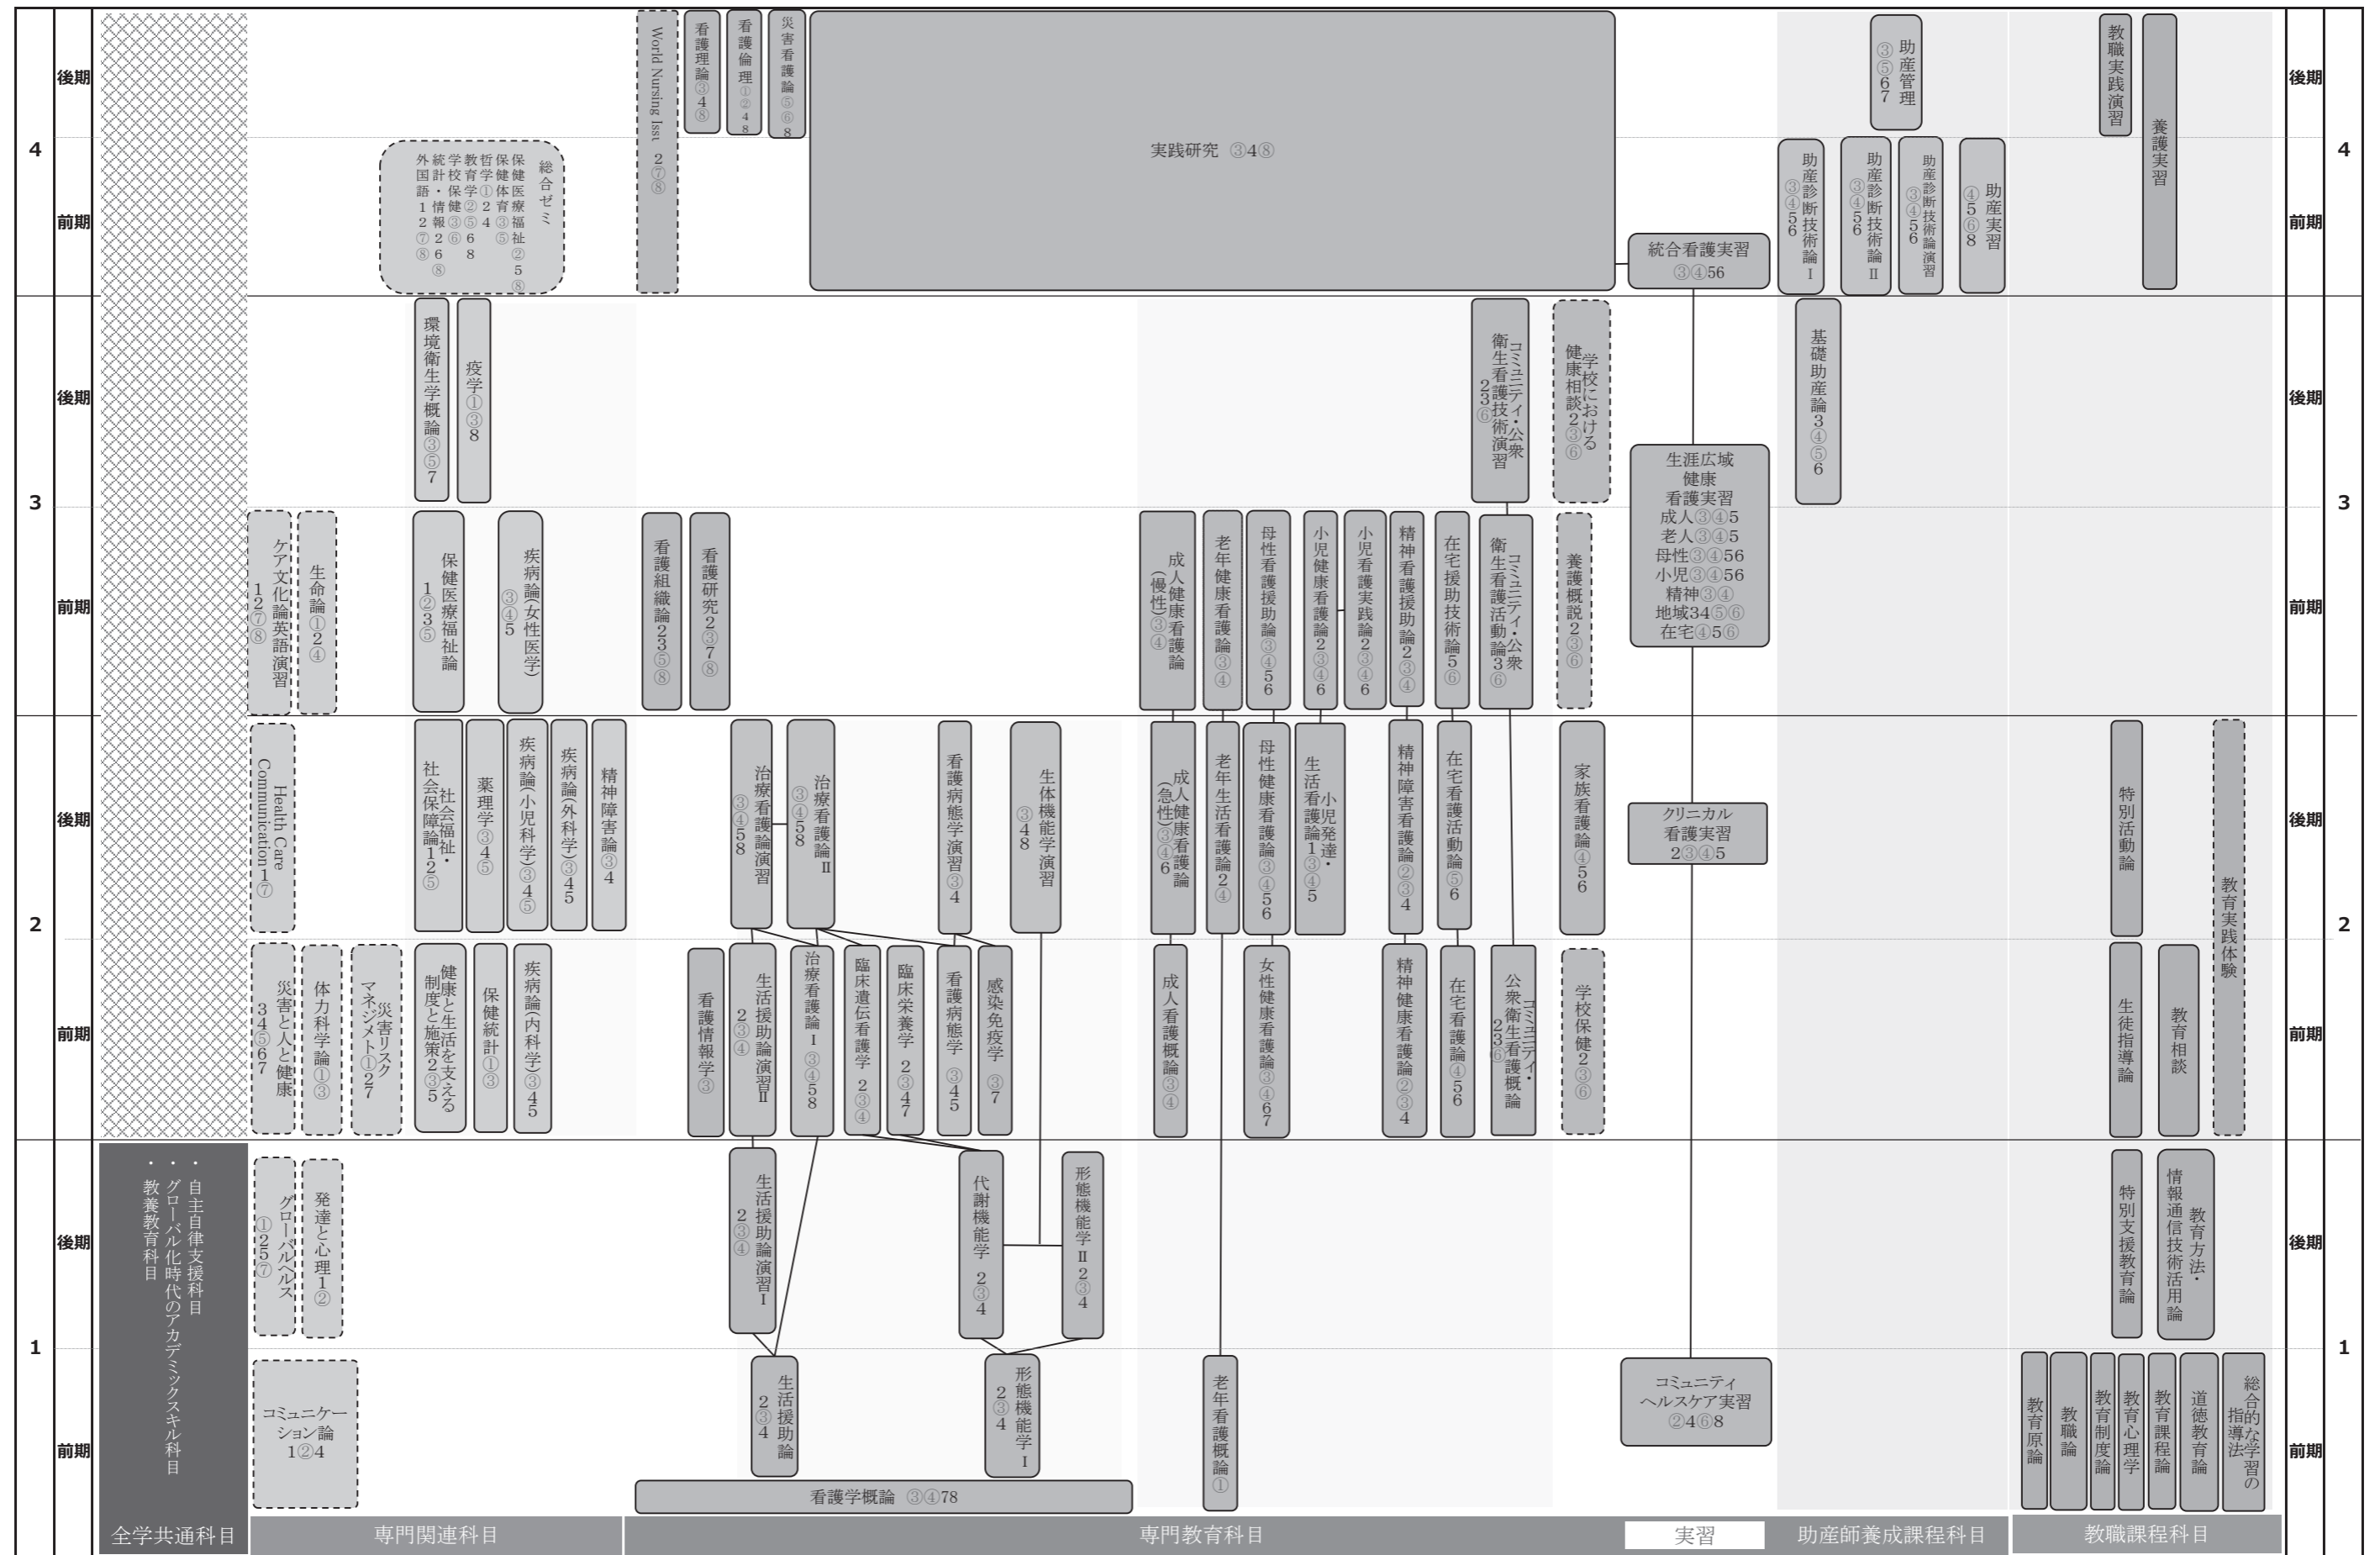 4
後期
前期
World Nursing Issu 2⑦⑧
看護理論③4⑧
看護倫理①②48
災害看護論⑤⑥8
実践研究 ③4⑧
助産管理
③⑤67
教職実践演習
養護実習
後期
前期
4
総合ゼミ
保健医療福祉②5⑧
保健体育③⑤
哲学①24
教育学②⑤68
学校保健③⑥
統計・情報26⑧
外国語12⑦⑧
統合看護実習
③④56
助産診断技術論Ⅰ
③④56
助産診断技術論Ⅱ
③④56
助産診断技術論演習
③④56
助産実習
④5⑥8
3
後期
前期
環境衛生学概論③⑤7
疫学①③8
コミュニティ・公衆
衛生看護技術演習
23⑥
学校における
健康相談2③⑥
生涯広域
健康
看護実習
成人③④5
老人③④5
母性③④56
小児③④56
精神③④
地域34⑤⑥
在宅④5⑥
基礎助産論3④⑤6
後期
前期
3
ケア文化論英語演習
12⑦⑧
生命論①2④
保健医療福祉論
1②3⑤
疾病論(女性医学)
③④5
看護組織論23⑤⑧
看護研究2③7⑧
成人健康看護論
(慢性)③④
老年健康看護論③④
母性看護援助論③④56
小児健康看護論2③④6
小児看護実践論2③④6
精神看護援助論2③④
在宅援助技術論5⑥
コミュニティ・公衆
衛生看護活動論3⑥
養護概説2③⑥
2
後期
前期
Health Care
Communication1⑦
社会福祉・
社会保障論12⑤
薬理学③4⑤
疾病論(小児科学)③4⑤
疾病論(外科学)③45
精神障害論③4
治療看護論演習
③④58
治療看護論Ⅱ
③④58
看護病態学演習③4
生体機能学演習
③48
成人健康看護論
(急性)③④6
老年生活看護論2④
母性健康看護論③④56
小児発達・
生活看護論1③④5
精神障害看護論②③4
在宅看護活動論⑤6
家族看護論④56
クリニカル
看護実習
2③④5
特別活動論
教育実践体験
後期
前期
2
災害と人と健康
34⑤67
体力科学論①③
災害リスク
マネジメント①27
健康と生活を支える
制度と施策2③5
保健統計①③
疾病論(内科学)③45
看護情報学③
生活援助論演習Ⅱ
2③④
治療看護論Ⅰ③④58
臨床遺伝看護学 2③④
臨床栄養学 2③47
看護病態学 ③45
感染免疫学 ③7
成人看護概論③④
女性健康看護論③④67
精神健康看護論②③4
在宅看護論④56
コミュニティ・
公衆衛生看護概論
23⑥
学校保健2③⑥
生徒指導論
教育相談
1
後期
前期
・自主自律支援科目
・グローバル化時代のアカデミックスキル科目
・教養教育科目
グローバルヘルス
①25⑦
発達と心理1②
生活援助論演習Ⅰ
2③④
代謝機能学 2③4
形態機能学Ⅱ2③4
特別支援教育論
教育方法・
情報通信技術活用論
後期
前期
1
コミュニケー
ション論
1②4
生活援助論
2③4
形態機能学Ⅰ
2③4
老年看護概論①
コミュニティ
ヘルスケア実習
②4⑥8
教育原論
教職論
教育制度論
教育心理学
教育課程論
道徳教育論
総合的な学習の
指導法
看護学概論 ③④78
全学共通科目
専門関連科目
専門教育科目
実習
助産師養成課程科目
教職課程科目